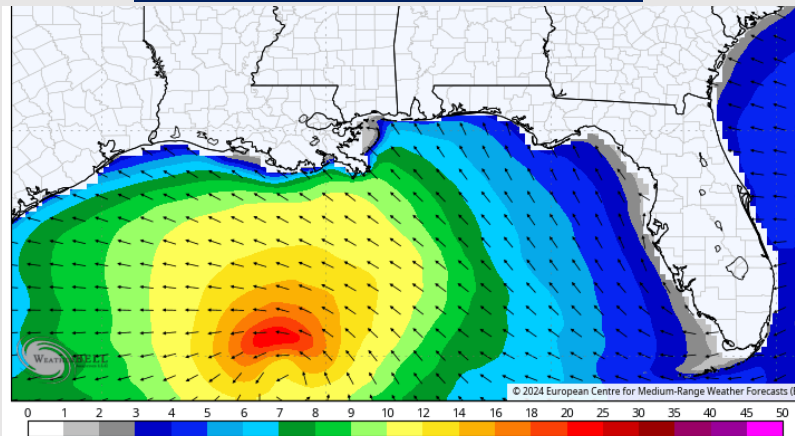 WEATHERBELL
© 2024 European Centre for Medium-Range Weather Forecasts (E
0 1 2 3 4 5 6 7 8 9 10 12 14 16 18 20 25 30 35 40 45 50